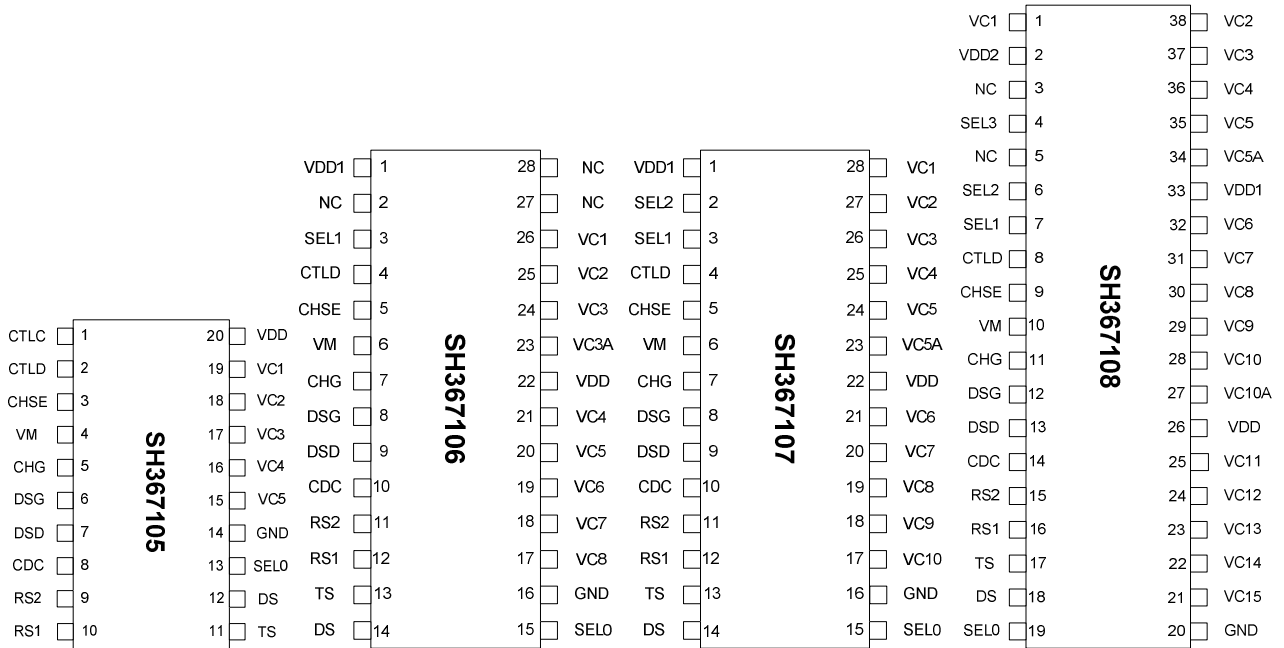 SH367105
CTLC 1 20 VDD
CTLD 2 19 VC1
CHSE 3 18 VC2
VM 4 17 VC3
CHG 5 16 VC4
DSG 6 15 VC5
DSD 7 14 GND
CDC 8 13 SEL0
RS2 9 12 DS
RS1 10 11 TS
SH367106
VDD1 1 28 NC
NC 2 27 NC
SEL1 3 26 VC1
CTLD 4 25 VC2
CHSE 5 24 VC3
VM 6 23 VC3A
CHG 7 22 VDD
DSG 8 21 VC4
DSD 9 20 VC5
CDC 10 19 VC6
RS2 11 18 VC7
RS1 12 17 VC8
TS 13 16 GND
DS 14 15 SEL0
SH367107
VDD1 1 28 VC1
SEL2 2 27 VC2
SEL1 3 26 VC3
CTLD 4 25 VC4
CHSE 5 24 VC5
VM 6 23 VC5A
CHG 7 22 VDD
DSG 8 21 VC6
DSD 9 20 VC7
CDC 10 19 VC8
RS2 11 18 VC9
RS1 12 17 VC10
TS 13 16 GND
DS 14 15 SEL0
SH367108
VC1 1 38 VC2
VDD2 2 37 VC3
NC 3 36 VC4
SEL3 4 35 VC5
NC 5 34 VC5A
SEL2 6 33 VDD1
SEL1 7 32 VC6
CTLD 8 31 VC7
CHSE 9 30 VC8
VM 10 29 VC9
CHG 11 28 VC10
DSG 12 27 VC10A
DSD 13 26 VDD
CDC 14 25 VC11
RS2 15 24 VC12
RS1 16 23 VC13
TS 17 22 VC14
DS 18 21 VC15
SEL0 19 20 GND